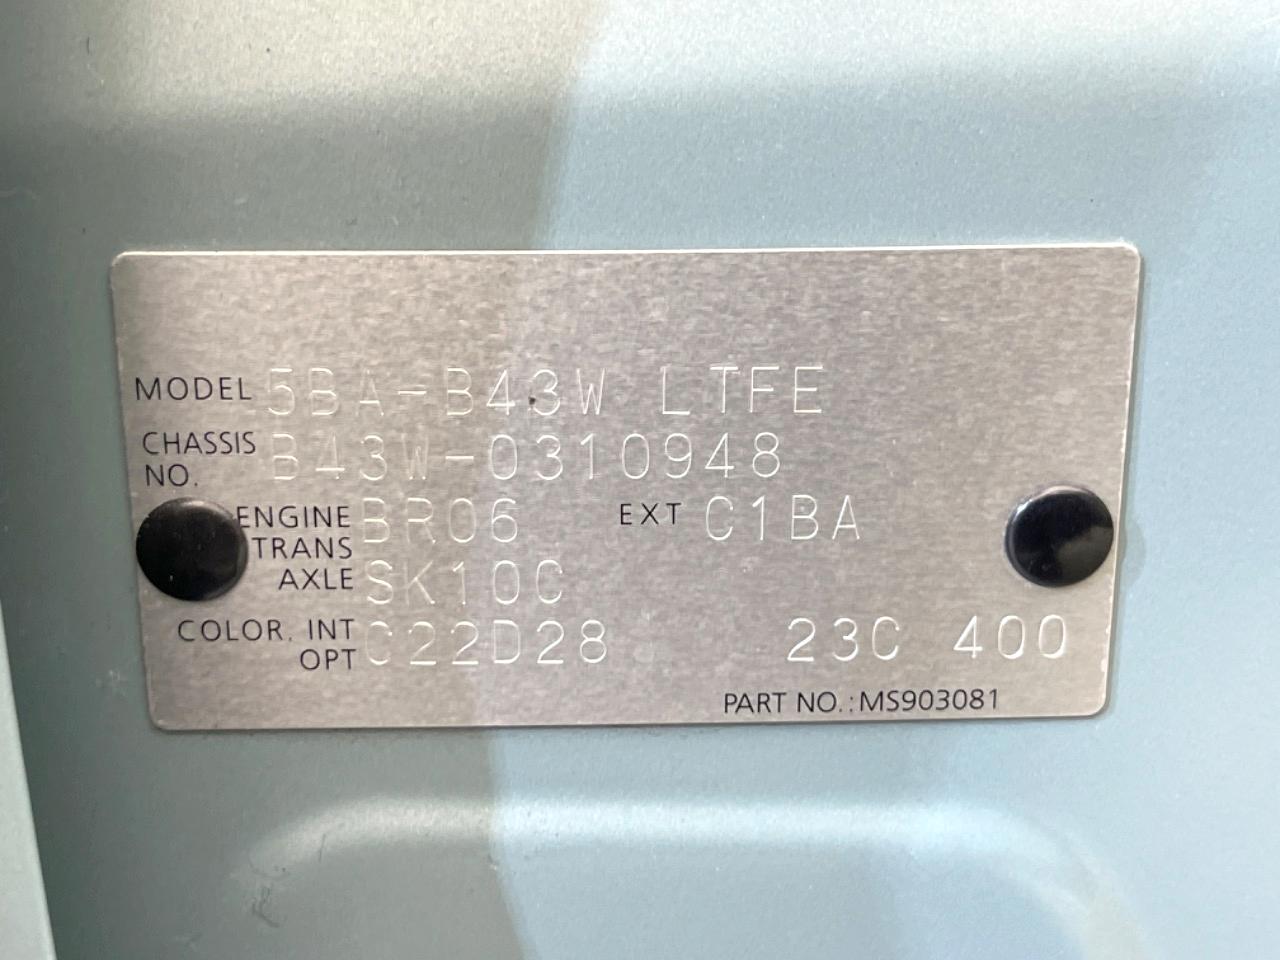 MODEL 5BA-B43W LTFE
CHASSIS NO. B43W-0310948
ENGINE BR06 EXT C1BA
TRANS AXLE SK10C
COLOR, INT OPT C22D28 23C 400
PART NO.:MS903081